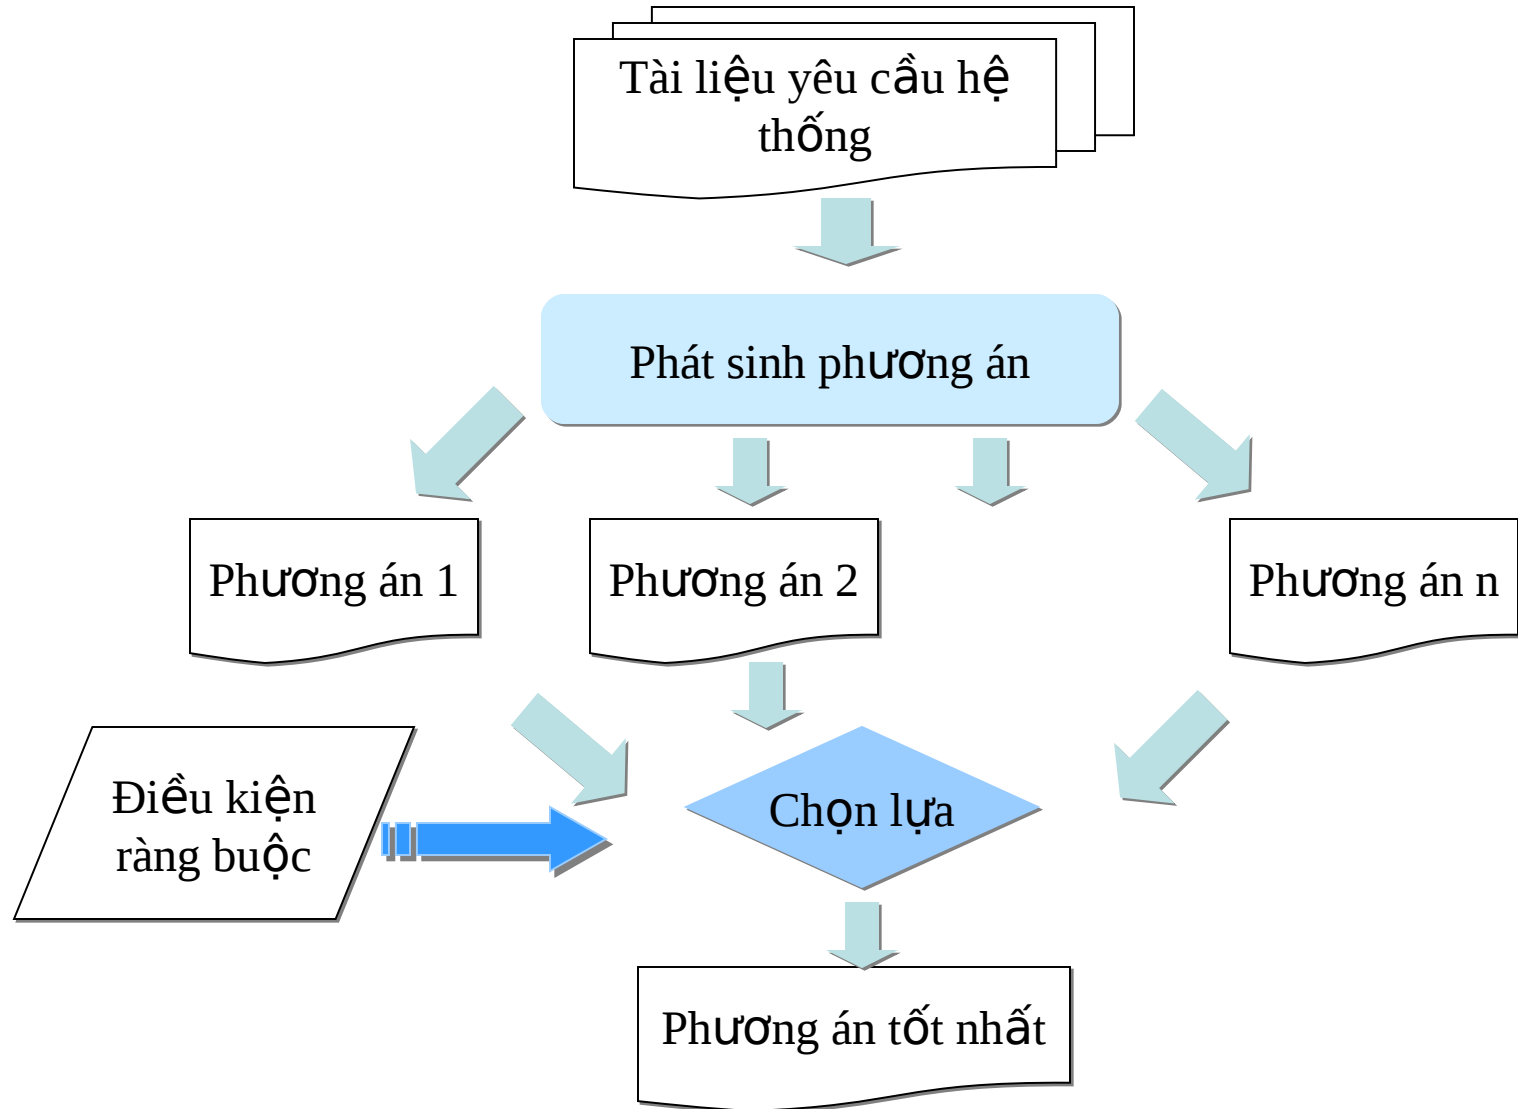 Tài liệu yêu cầu hệ
thống
Phát sinh phương án
Phương án 1
Phương án 2
Phương án n
Điều kiện
ràng buộc
Chọn lựa
Phương án tốt nhất